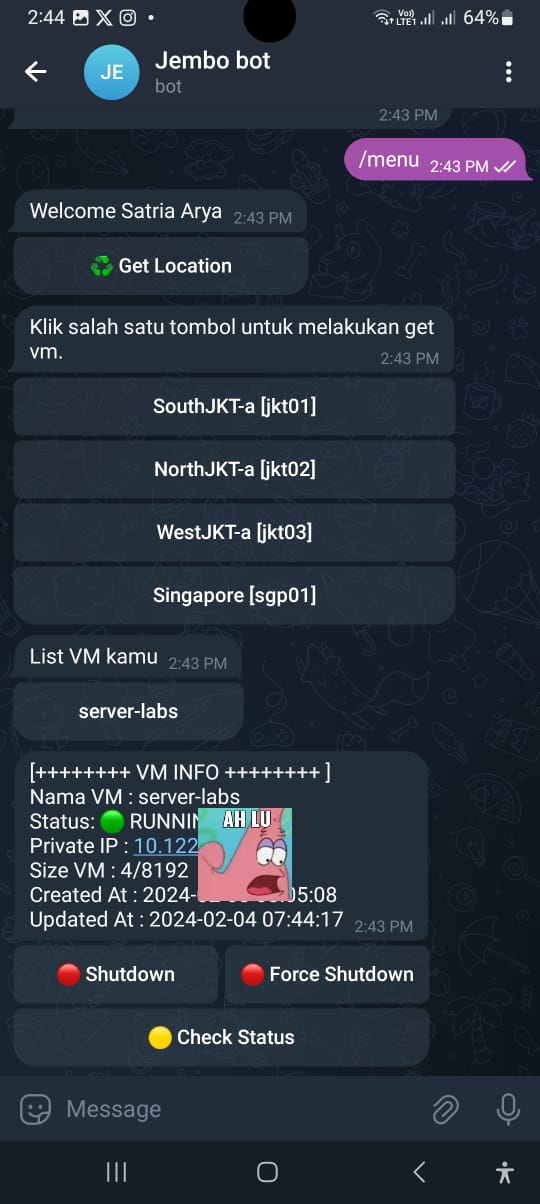 2:44
Vo)
LTE1
64%
JE
Jembo bot
bot
2:43 PM
/menu 2:43 PM
Welcome Satria Arya 2:43 PM
Get Location
Klik salah satu tombol untuk melakukan get
vm. 2:43 PM
SouthJKT-a [jkt01]
NorthJKT-a [jkt02]
WestJKT-a [jkt03]
Singapore [sgp01]
List VM kamu 2:43 PM
server-labs
[++++++++ VM INFO ++++++++ ]
Nama VM : server-labs
Status: 🟢
AH LU
Private IP : 10.122
Size VM : 4/8192
Created At : 2024- 05:08
Updated At : 2024-02-04 07:44:17 2:43 PM
Shutdown
Force Shutdown
Check Status
Message